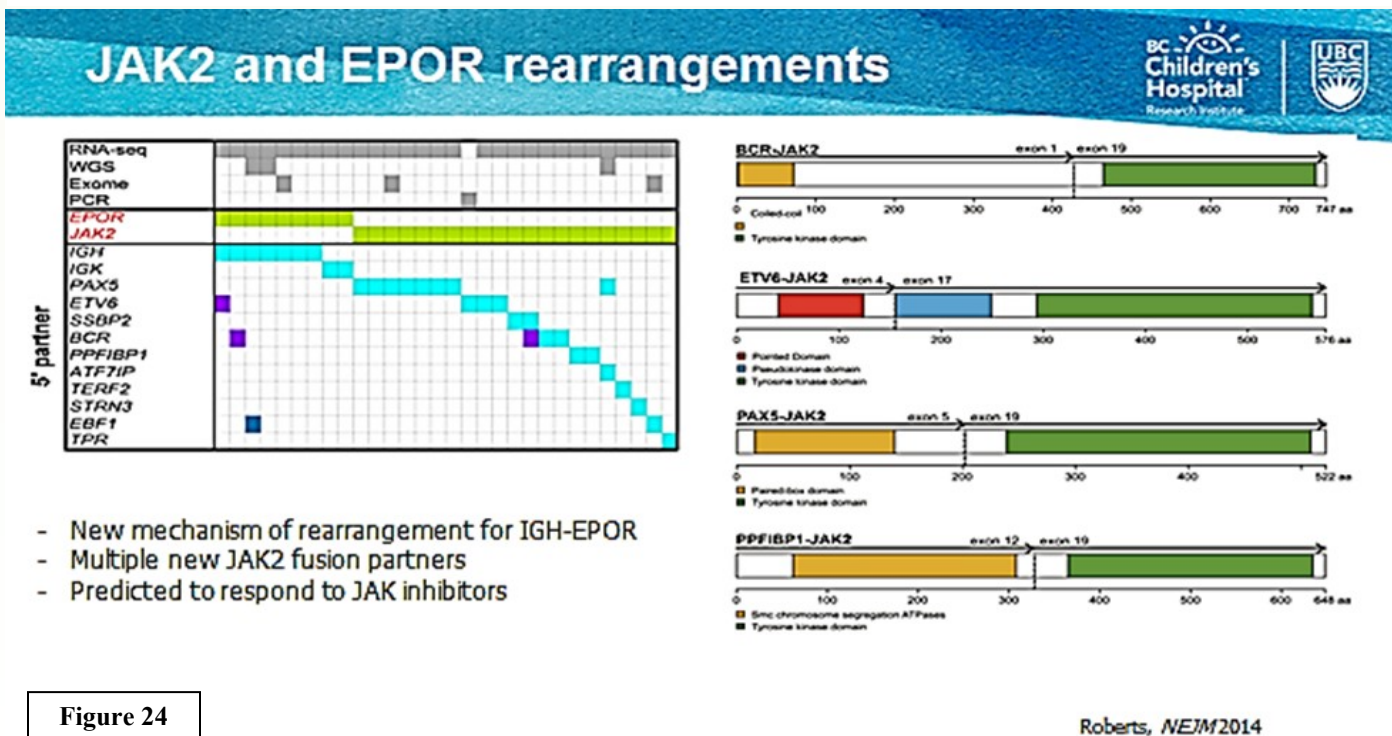 JAK2 and EPOR rearrangements
BC
Children's
Hospital
Research Institute
UBC
RNA-seq
WGS
Exome
PCR
EPOR
JAK2
5' partner
IGH
IGK
PAX5
ETV6
SSBP2
BCR
PPFIBP1
ATF7IP
TERF2
STRN3
EBF1
TPR
- New mechanism of rearrangement for IGH-EPOR
- Multiple new JAK2 fusion partners
- Predicted to respond to JAK inhibitors
BCR-JAK2 exon 1 exon 19
0 100 200 300 400 500 600 700 747 aa
Coiled-coil
Tyrosine kinase domain
ETV6-JAK2 exon 4 exon 17
0 100 200 300 400 500 576 aa
Pointed Domain
Pseudokinase domain
Tyrosine kinase domain
PAX5-JAK2 exon 5 exon 19
0 100 200 300 400 522 aa
Paired box domain
Tyrosine kinase domain
PPFIBP1-JAK2 exon 12 exon 19
0 100 200 300 400 500 600 648 aa
Smc chromosome segregation ATPases
Tyrosine kinase domain
Figure 24
Roberts, NEJM 2014